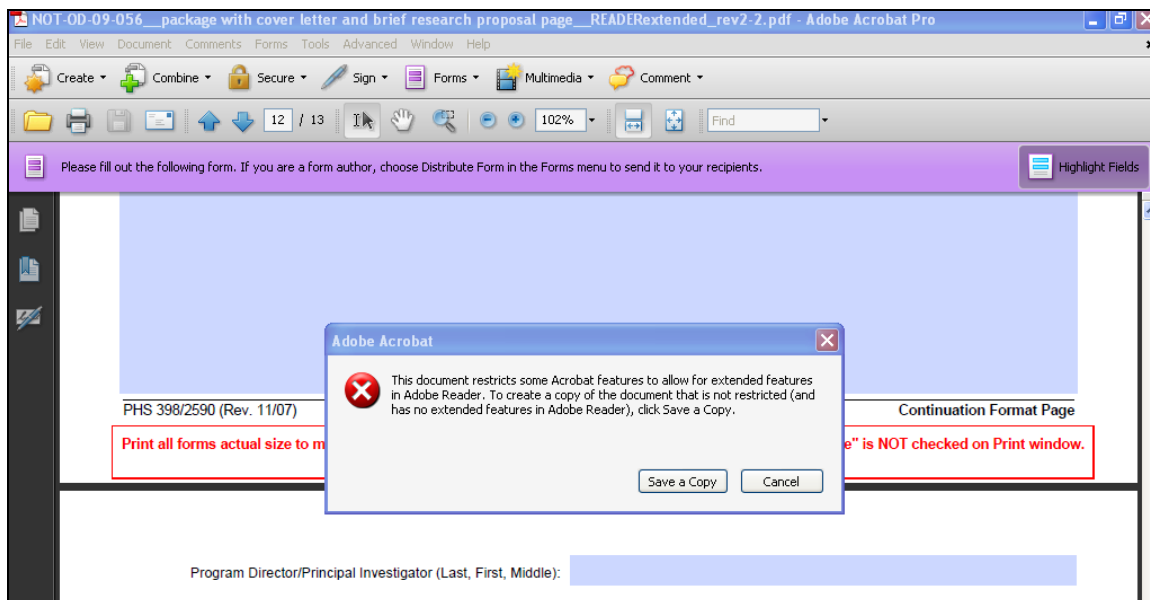 NOT-OD-09-056__package with cover letter and brief research proposal page__READERextended_rev2-2.pdf - Adobe Acrobat Pro
File Edit View Document Comments Forms Tools Advanced Window Help
Create Combine Secure Sign Forms Multimedia Comment
12 / 13 102% Find
Please fill out the following form. If you are a form author, choose Distribute Form in the Forms menu to send it to your recipients. Highlight Fields
Adobe Acrobat
This document restricts some Acrobat features to allow for extended features
in Adobe Reader. To create a copy of the document that is not restricted (and
has no extended features in Adobe Reader), click Save a Copy.
Save a Copy Cancel
PHS 398/2590 (Rev. 11/07) Continuation Format Page
Print all forms actual size to m e" is NOT checked on Print window.
Program Director/Principal Investigator (Last, First, Middle):